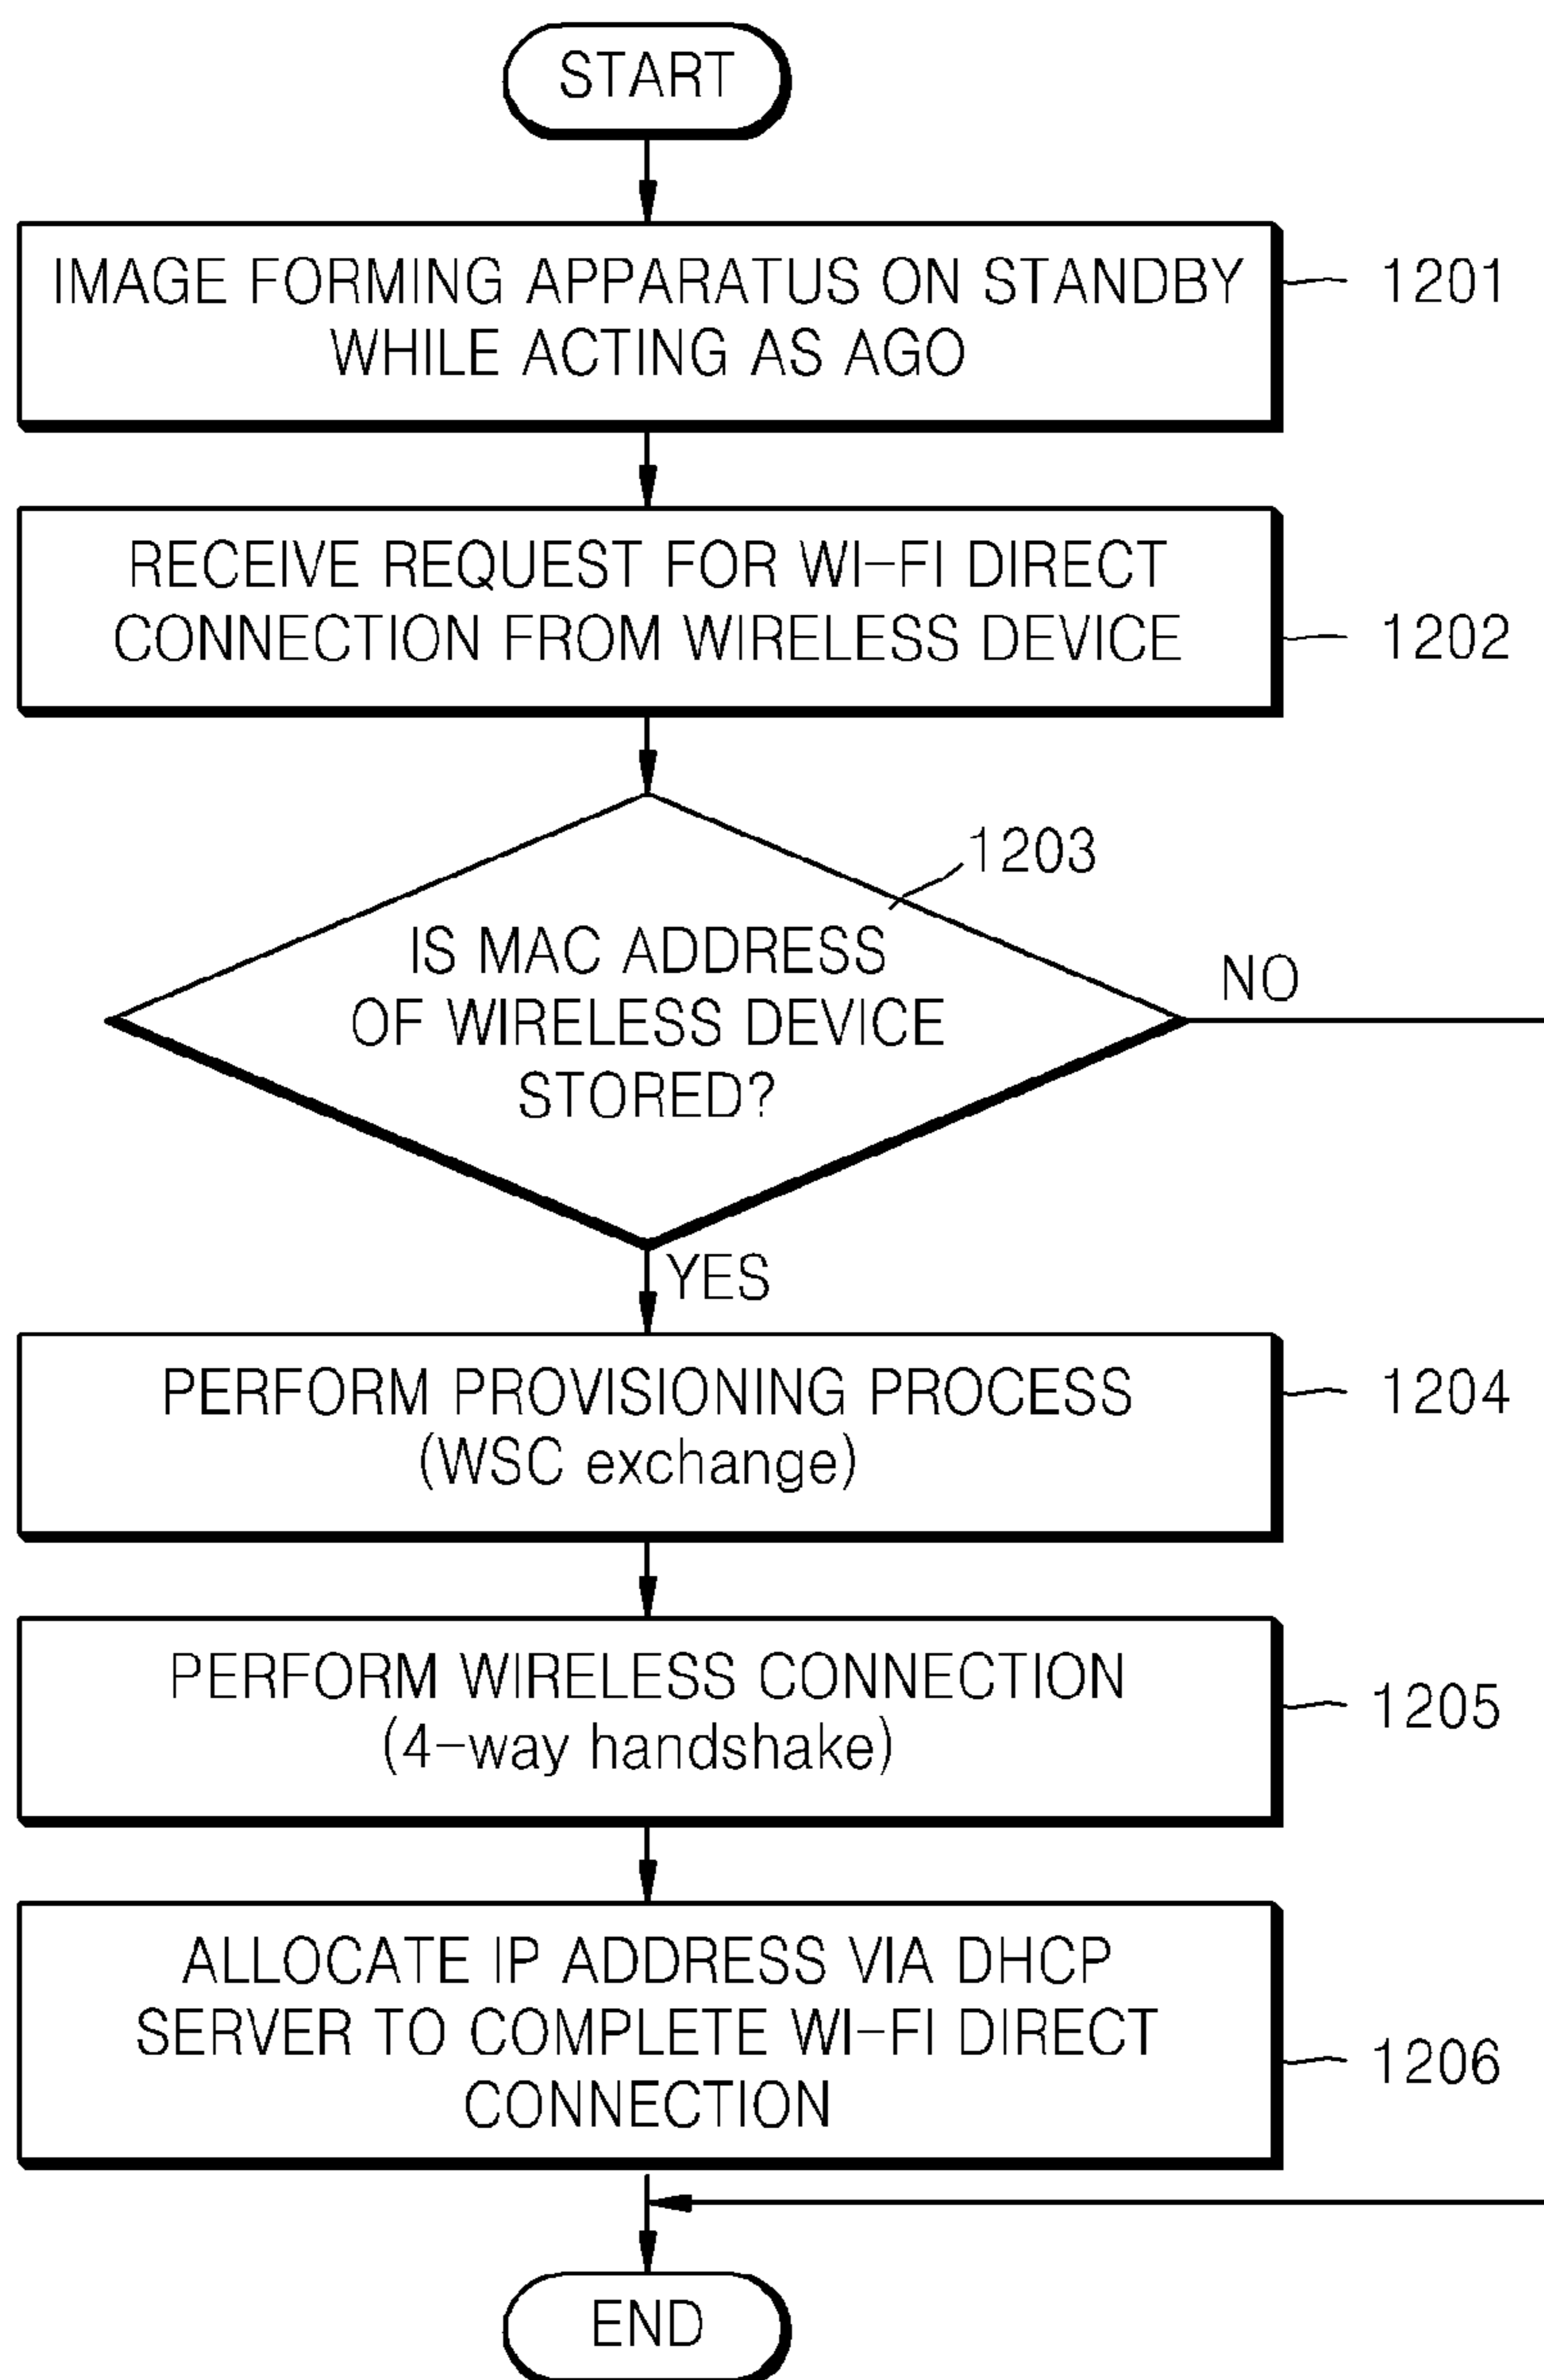 START
IMAGE FORMING APPARATUS ON STANDBY
WHILE ACTING AS AGO
1201
RECEIVE REQUEST FOR WI-FI DIRECT
CONNECTION FROM WIRELESS DEVICE
1202
1203
IS MAC ADDRESS
OF WIRELESS DEVICE
STORED?
NO
YES
PERFORM PROVISIONING PROCESS
(WSC exchange)
1204
PERFORM WIRELESS CONNECTION
(4-way handshake)
1205
ALLOCATE IP ADDRESS VIA DHCP
SERVER TO COMPLETE WI-FI DIRECT
CONNECTION
1206
END